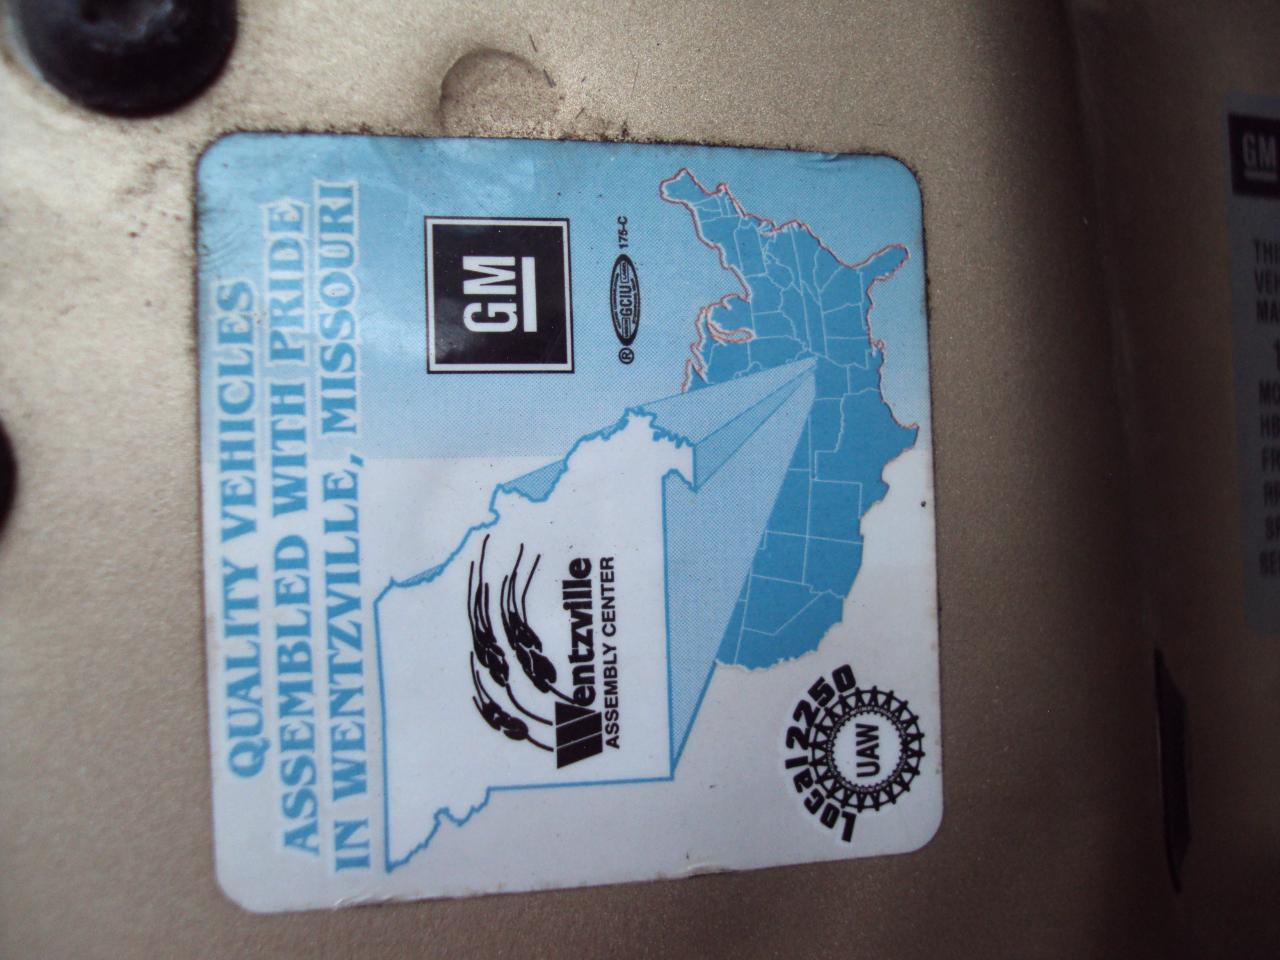 QUALITY VEHICLES
ASSEMBLED WITH PRIDE
IN WENTZVILLE, MISSOURI
GM
® GCIU 175-C
Wentzville
ASSEMBLY CENTER
Local 2250
UAW
GM